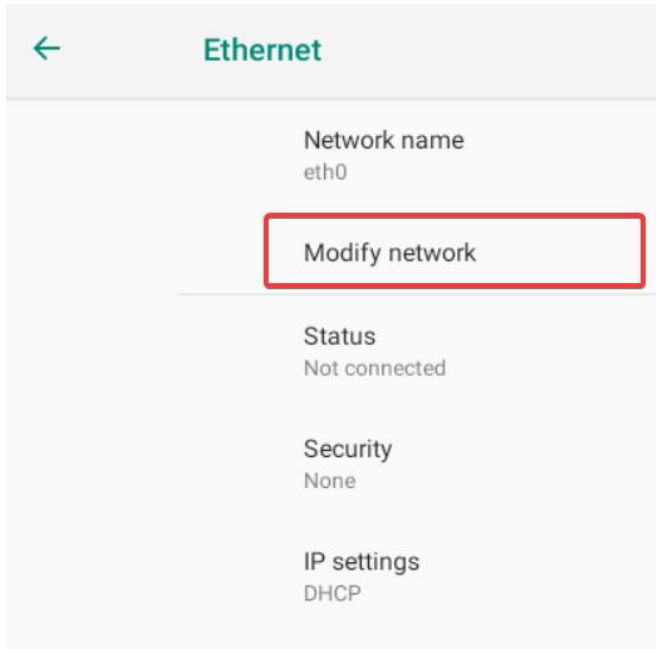 Ethernet
Network name
eth0
Modify network
Status
Not connected
Security
None
IP settings
DHCP